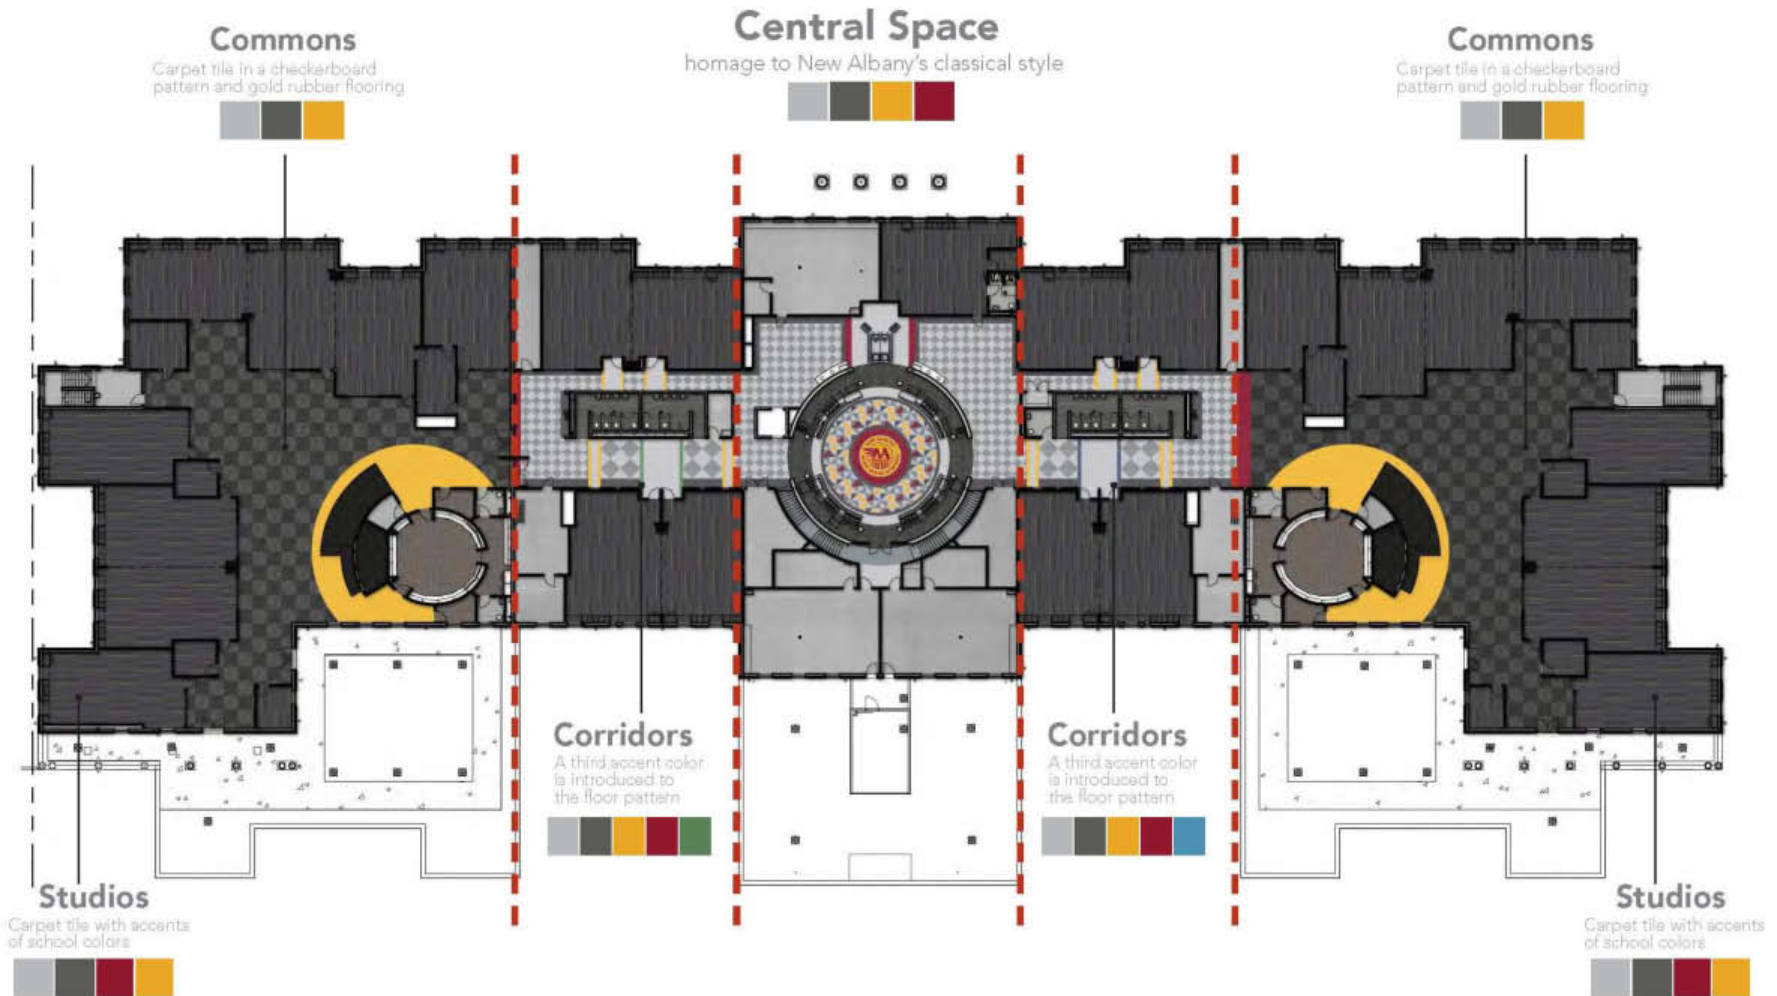 Central Space
homage to New Albany's classical style
Commons
Carpet tile in a checkerboard
pattern and gold rubber flooring
Commons
Carpet tile in a checkerboard
pattern and gold rubber flooring
Corridors
A third accent color
is introduced to
the floor pattern
Corridors
A third accent color
is introduced to
the floor pattern
Studios
Carpet tile with accents
of school colors
Studios
Carpet tile with accents
of school colors